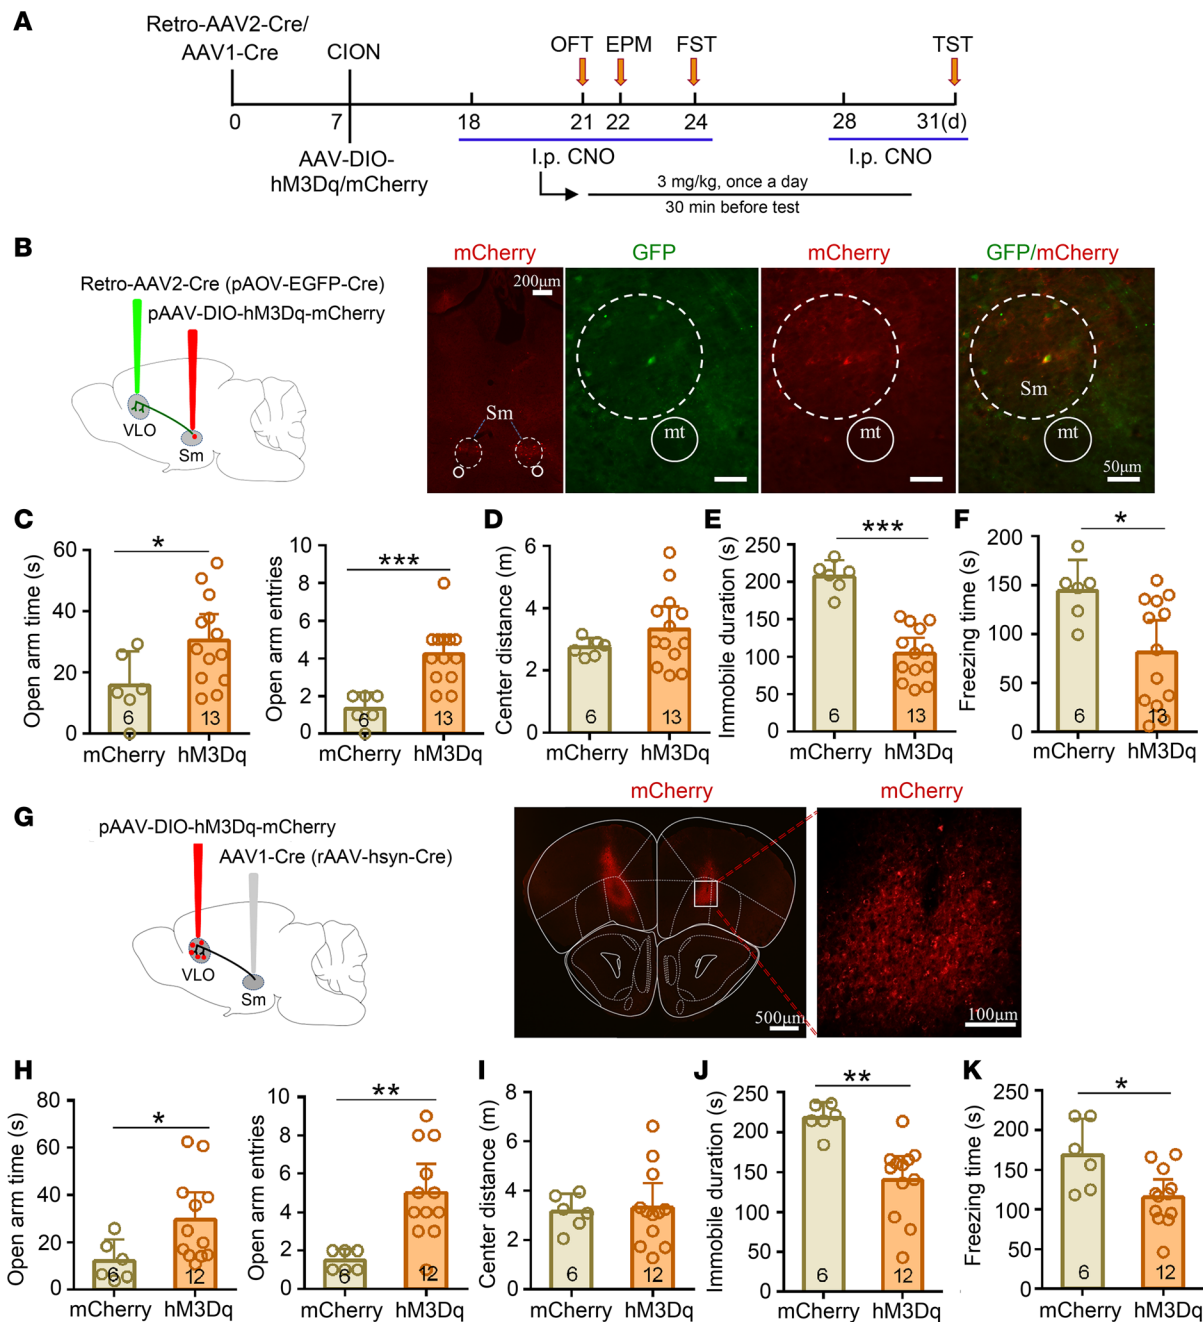 A
Retro-AAV2-Cre/
AAV1-Cre
CION
OFT EPM FST TST
0 7 18 21 22 24 28 31(d)
AAV-DIO-
hM3Dq/mCherry
I.p. CNO
I.p. CNO
3 mg/kg, once a day
30 min before test
B
Retro-AAV2-Cre (pAOV-EGFP-Cre)
pAAV-DIO-hM3Dq-mCherry
VLO
Sm
mCherry
200μm
Sm
GFP
mt
mCherry
mt
GFP/mCherry
Sm
mt
50μm
C
Open arm time (s)
60
40
20
0
*
6 13
mCherry hM3Dq
Open arm entries
10
8
6
4
2
0
***
6 13
mCherry hM3Dq
D
Center distance (m)
6
4
2
0
6 13
mCherry hM3Dq
E
Immobile duration (s)
250
200
150
100
50
0
***
6 13
mCherry hM3Dq
F
Freezing time (s)
200
150
100
50
0
*
6 13
mCherry hM3Dq
G
pAAV-DIO-hM3Dq-mCherry
AAV1-Cre (rAAV-hsyn-Cre)
VLO
Sm
mCherry
500μm
mCherry
100μm
H
Open arm time (s)
80
60
40
20
0
*
6 12
mCherry hM3Dq
Open arm entries
10
8
6
4
2
0
**
6 12
mCherry hM3Dq
I
Center distance (m)
8
6
4
2
0
6 12
mCherry hM3Dq
J
Immobile duration (s)
250
200
150
100
50
0
**
6 12
mCherry hM3Dq
K
Freezing time (s)
250
200
150
100
50
0
*
6 12
mCherry hM3Dq